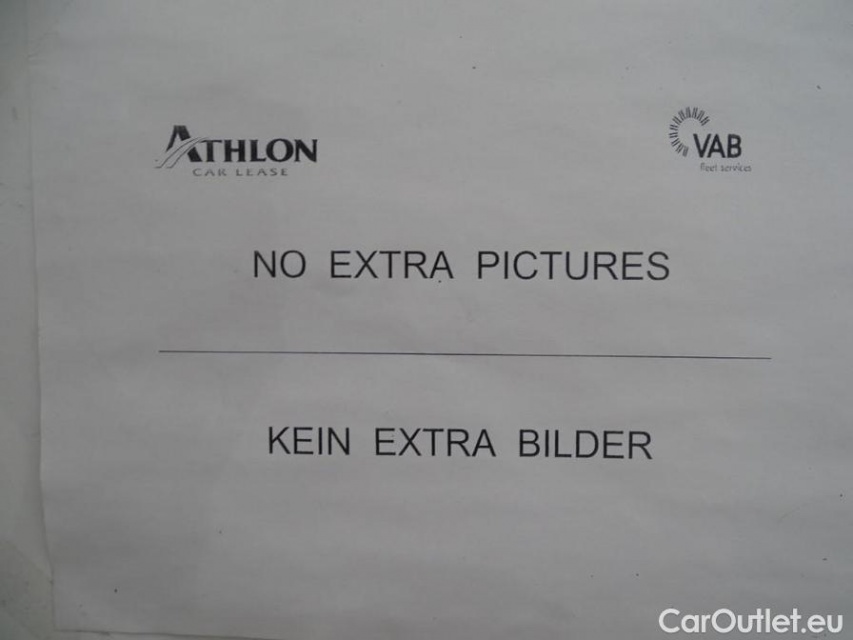 ATHLON
CAR LEASE
VAB
fleet services
NO EXTRA PICTURES
KEIN EXTRA BILDER
CarOutlet.eu